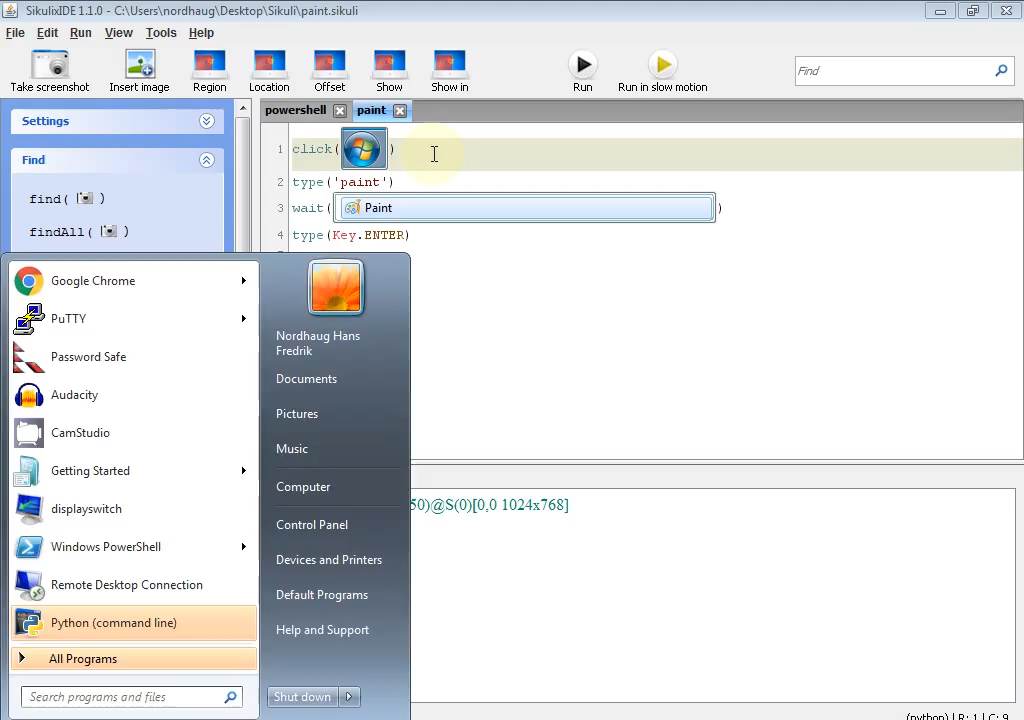 SikulixIDE 1.1.0 - C:\Users\nordhaug\Desktop\Sikuli\paint.sikuli
File Edit Run View Tools Help
Take screenshot Insert image Region Location Offset Show Show in Run Run in slow motion Find
Settings
Find
find( )
findAll( )
powershell paint
1 click( )
2 type('paint')
3 wait( Paint )
4 type(Key.ENTER)
Google Chrome
PuTTY
Password Safe
Audacity
CamStudio
Getting Started
displayswitch
Windows PowerShell
Remote Desktop Connection
Python (command line)
All Programs
Search programs and files
Nordhaug Hans
Fredrik
Documents
Pictures
Music
Computer
Control Panel
Devices and Printers
Default Programs
Help and Support
Shut down
50)@S(0)[0,0 1024x768]
(python) | R: 1 | C: 9